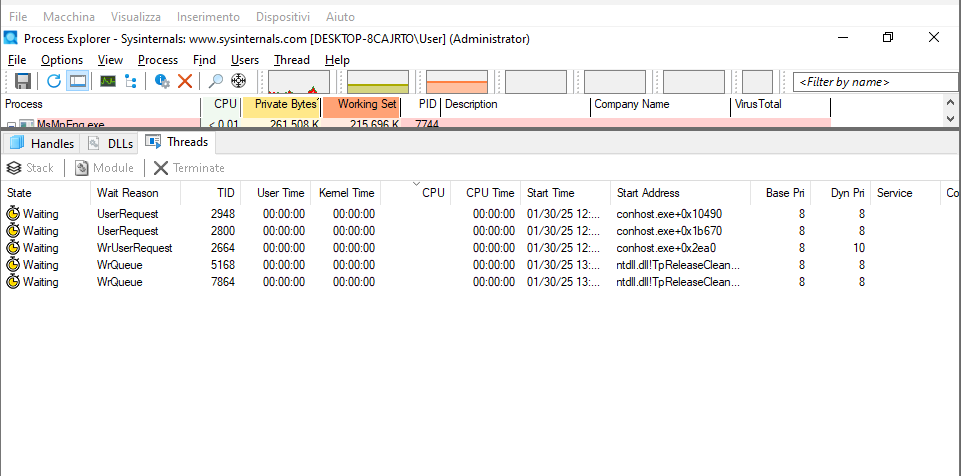 File Macchina Visualizza Inserimento Dispositivi Aiuto
Process Explorer - Sysinternals: www.sysinternals.com [DESKTOP-8CAJRTO\User] (Administrator)
File Options View Process Find Users Thread Help
<Filter by name>
Process CPU Private Bytes Working Set PID Description Company Name VirusTotal
MsMpEng.exe < 0.01 261.508 K 215.696 K 7744
Handles DLLs Threads
Stack Module Terminate
State Wait Reason TID User Time Kernel Time CPU CPU Time Start Time Start Address Base Pri Dyn Pri Service Co
Waiting UserRequest 2948 00:00:00 00:00:00 00:00:00 01/30/25 12:... conhost.exe+0x10490 8 8
Waiting UserRequest 2800 00:00:00 00:00:00 00:00:00 01/30/25 12:... conhost.exe+0x1b670 8 8
Waiting WrUserRequest 2664 00:00:00 00:00:00 00:00:00 01/30/25 12:... conhost.exe+0x2ea0 8 10
Waiting WrQueue 5168 00:00:00 00:00:00 00:00:00 01/30/25 13:... ntdll.dll!TpReleaseClean... 8 8
Waiting WrQueue 7864 00:00:00 00:00:00 00:00:00 01/30/25 13:... ntdll.dll!TpReleaseClean... 8 8